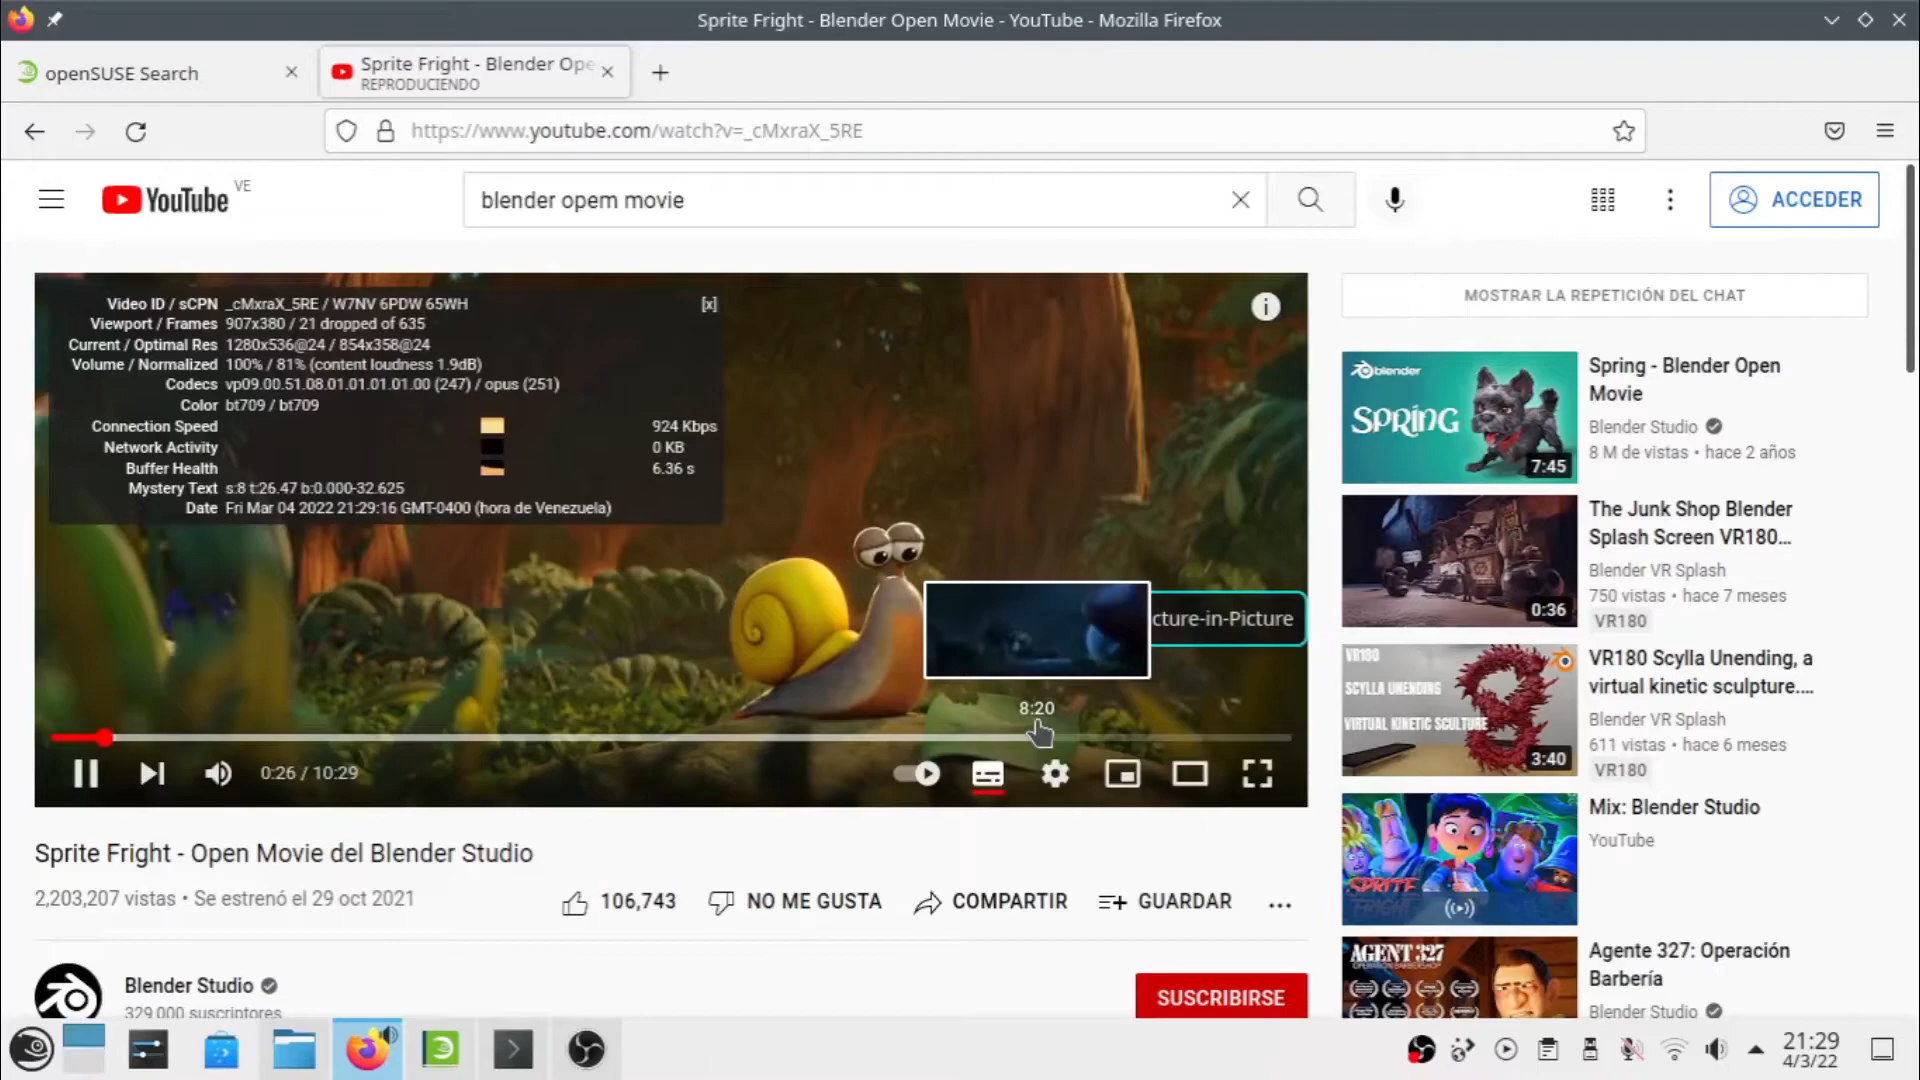 Sprite Fright - Blender Open Movie - YouTube - Mozilla Firefox
openSUSE Search
Sprite Fright - Blender Ope
REPRODUCIENDO
https://www.youtube.com/watch?v=_cMxraX_5RE
YouTube VE
blender opem movie
ACCEDER
Video ID / sCPN _cMxraX_5RE / W7NV 6PDW 65WH [x]
Viewport / Frames 907x380 / 21 dropped of 635
Current / Optimal Res 1280x536@24 / 854x358@24
Volume / Normalized 100% / 81% (content loudness 1.9dB)
Codecs vp09.00.51.08.01.01.01.01.00 (247) / opus (251)
Color bt709 / bt709
Connection Speed 924 Kbps
Network Activity 0 KB
Buffer Health 6.36 s
Mystery Text s:8 t:26.47 b:0.000-32.625
Date Fri Mar 04 2022 21:29:16 GMT-0400 (hora de Venezuela)
cture-in-Picture
8:20
0:26 / 10:29
Sprite Fright - Open Movie del Blender Studio
2,203,207 vistas • Se estrenó el 29 oct 2021
106,743 NO ME GUSTA COMPARTIR GUARDAR ...
Blender Studio
329.000 suscriptores
SUSCRIBIRSE
MOSTRAR LA REPETICIÓN DEL CHAT
blender
SPRING
7:45
Spring - Blender Open
Movie
Blender Studio
8 M de vistas • hace 2 años
0:36
The Junk Shop Blender
Splash Screen VR180...
Blender VR Splash
750 vistas • hace 7 meses
VR180
VR180
SCYLLA UNENDING
VIRTUAL KINETIC SCULTURE
3:40
VR180 Scylla Unending, a
virtual kinetic sculpture....
Blender VR Splash
611 vistas • hace 6 meses
VR180
SPRITE
FRIGHT
Mix: Blender Studio
YouTube
AGENT 327
OPERATION BARBERSHOP
Agente 327: Operación
Barbería
Blender Studio
21:29
4/3/22